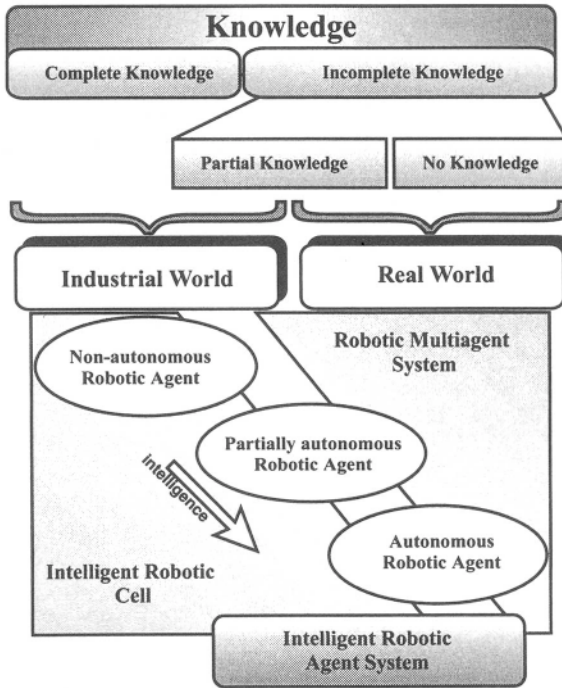 Knowledge
Complete Knowledge
Incomplete Knowledge
Partial Knowledge
No Knowledge
Industrial World
Real World
Non-autonomous
Robotic Agent
Robotic Multiagent
System
Partially autonomous
Robotic Agent
intelligence
Autonomous
Robotic Agent
Intelligent Robotic
Cell
Intelligent Robotic
Agent System